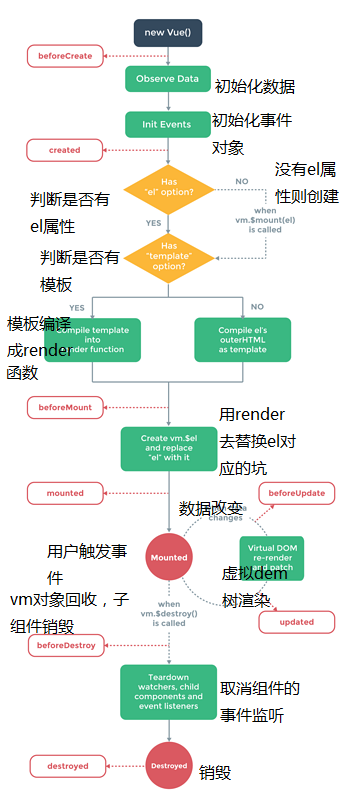 new Vue()
beforeCreate
Observe Data
初始化数据
Init Events
初始化事件
对象
created
Has
"el" option?
NO
没有el属
性则创建
判断是否有
el属性
when
vm.$mount(el)
is called
YES
判断是否有
模板
Has
"template"
option?
YES
NO
模板编译
成render
函数
Compile template
into
function
Compile el's
outerHTML
as template
beforeMount
用render
去替换el对
应的坑
Create vm.$el
and replace
"el" with it
mounted
数据改变
changes
beforeUpdate
Mounted
Virtual DOM
re-render
and patch
用户触发事
件
虚拟dem
树渲染
vm对象回收，子
组件销毁
when
vm.$destroy()
is called
updated
beforeDestroy
Teardown
watchers, child
components and
event listeners
取消组件的
事件监听
destroyed
Destroyed
销毁